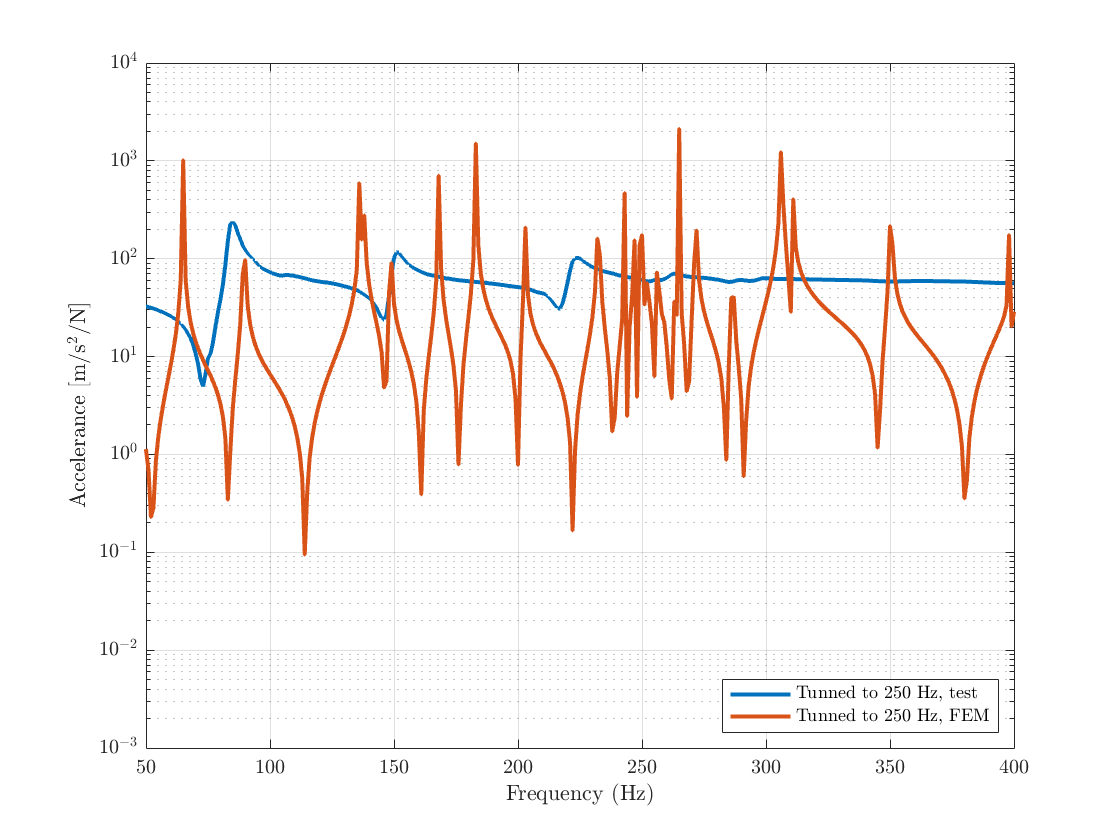 10^4
10^3
10^2
10^1
10^0
10^-1
10^-2
10^-3
Accelerance [m/s^2/N]
50 100 150 200 250 300 350 400
Frequency (Hz)
Tunned to 250 Hz, test
Tunned to 250 Hz, FEM